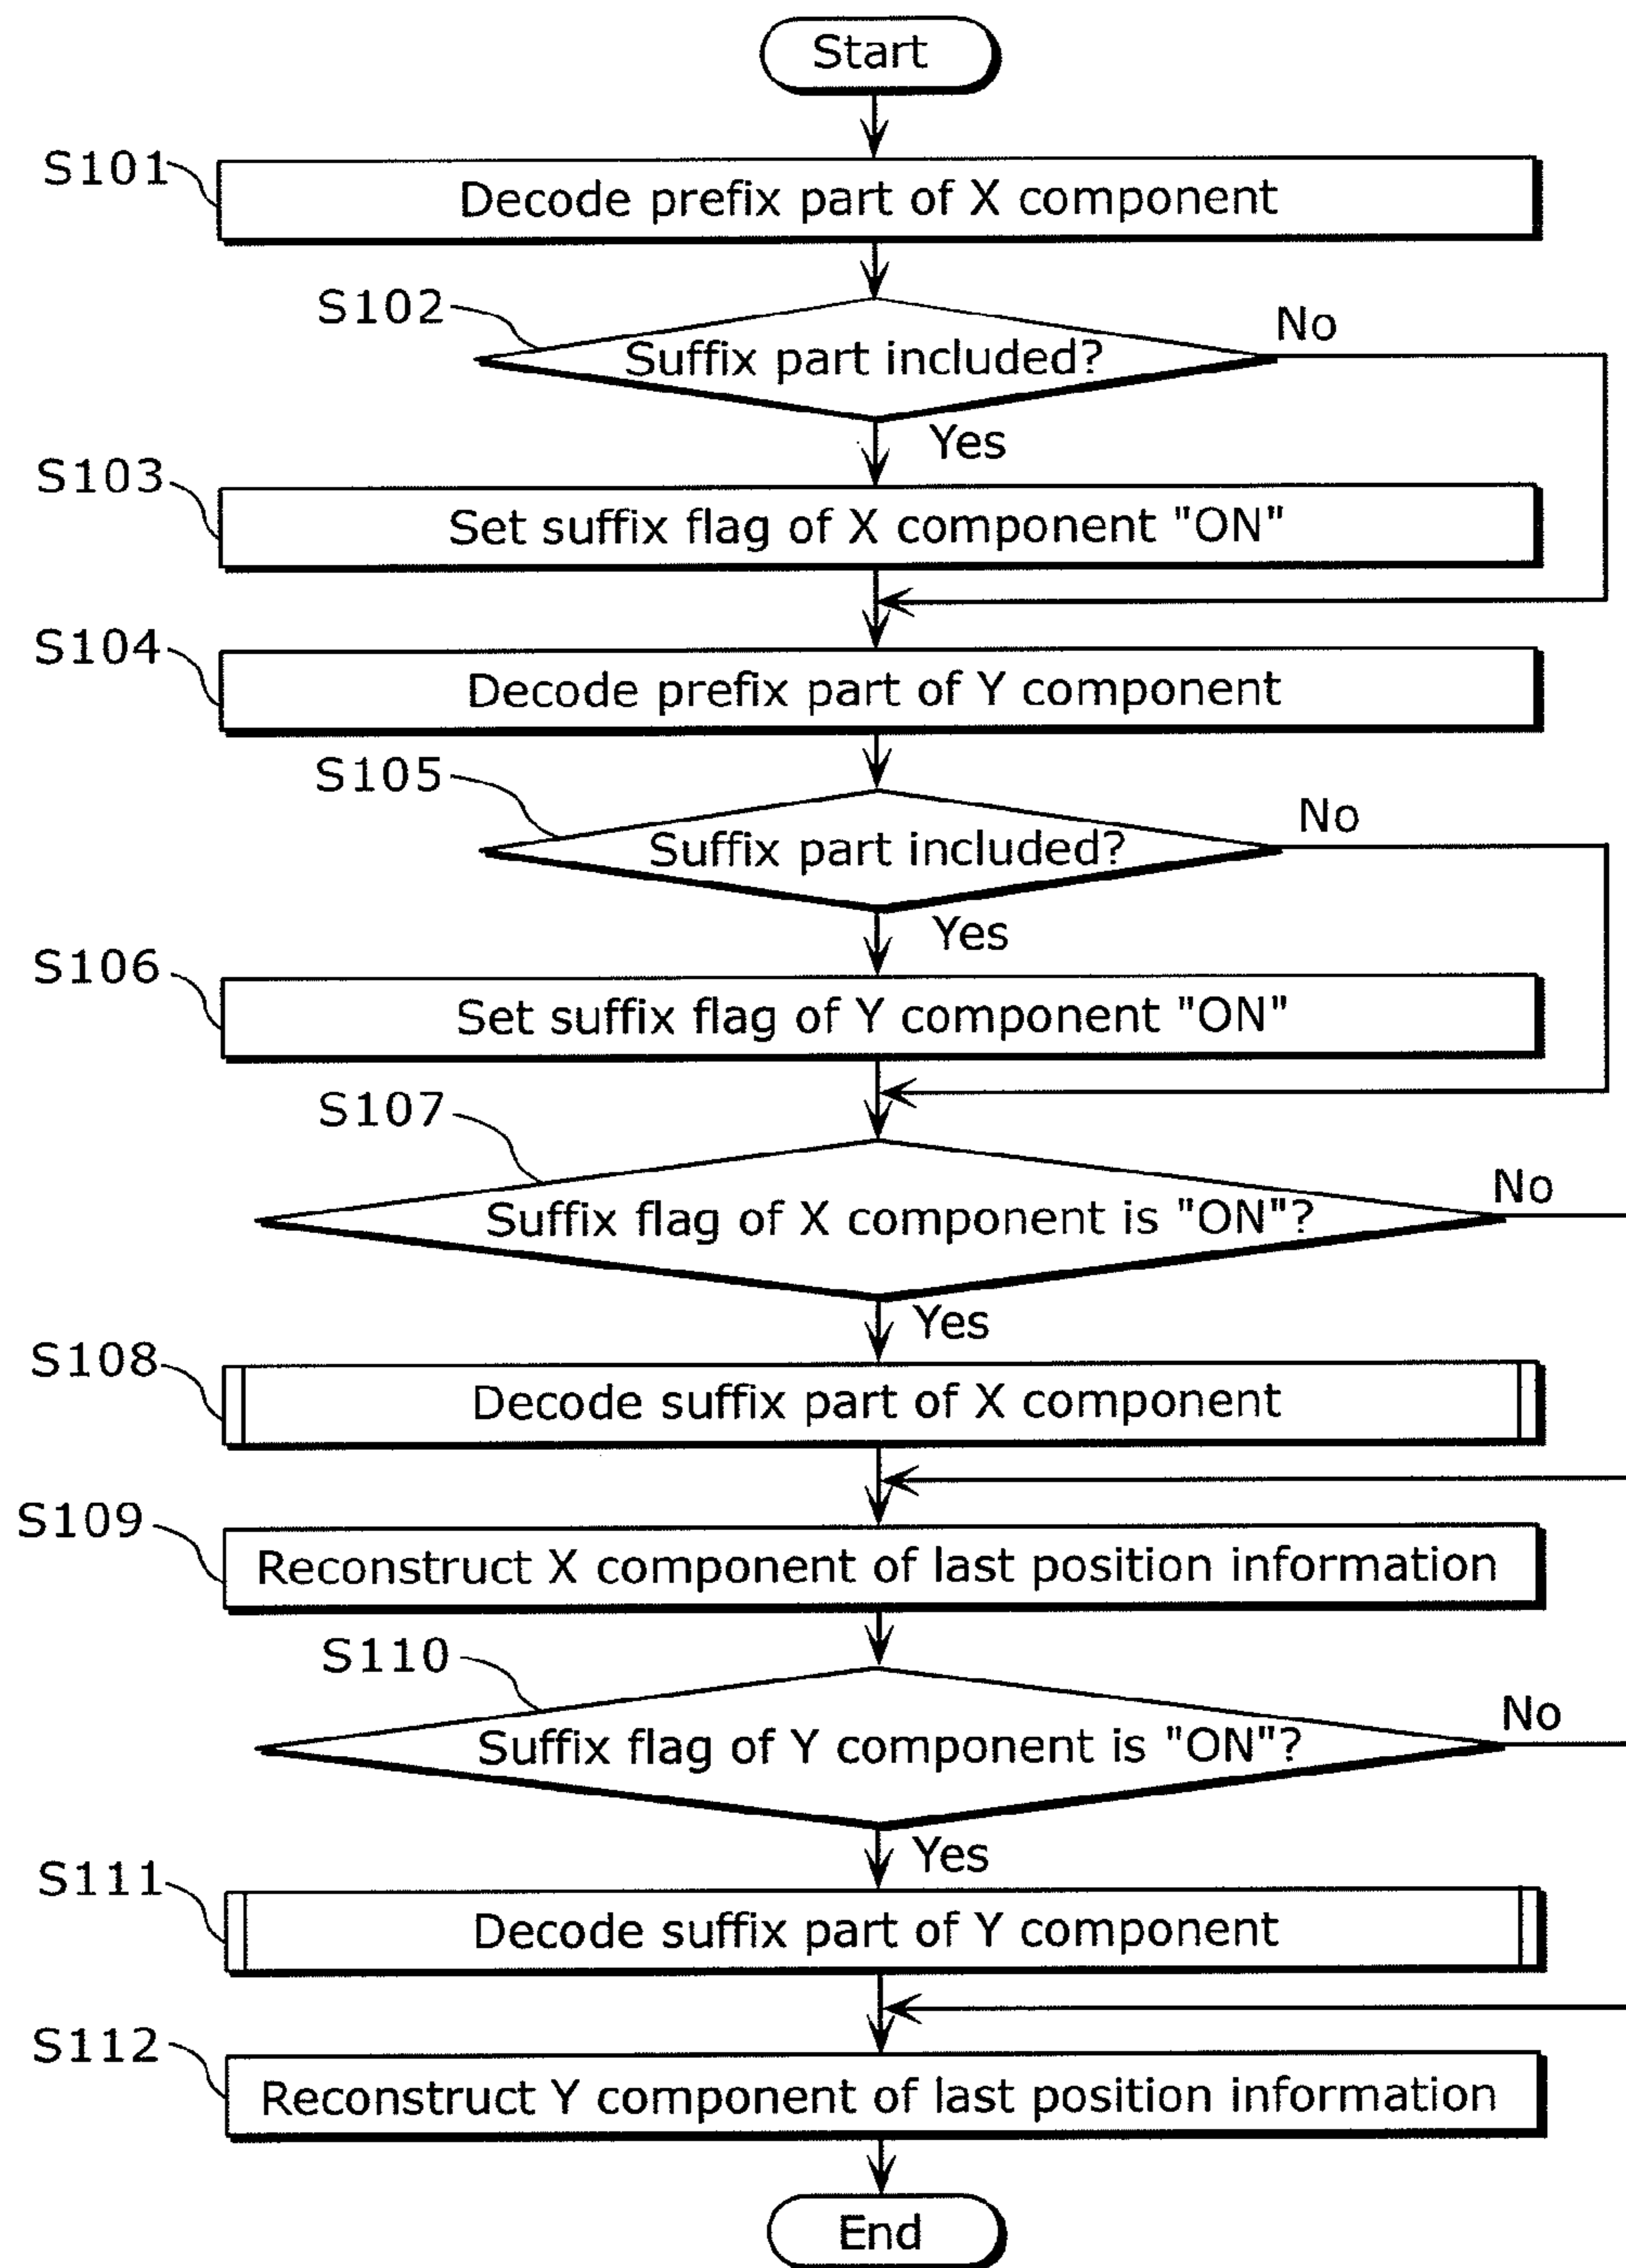 Start
S101
Decode prefix part of X component
S102
Suffix part included?
No
Yes
S103
Set suffix flag of X component "ON"
S104
Decode prefix part of Y component
S105
Suffix part included?
No
Yes
S106
Set suffix flag of Y component "ON"
S107
Suffix flag of X component is "ON"?
No
Yes
S108
Decode suffix part of X component
S109
Reconstruct X component of last position information
S110
Suffix flag of Y component is "ON"?
No
Yes
S111
Decode suffix part of Y component
S112
Reconstruct Y component of last position information
End